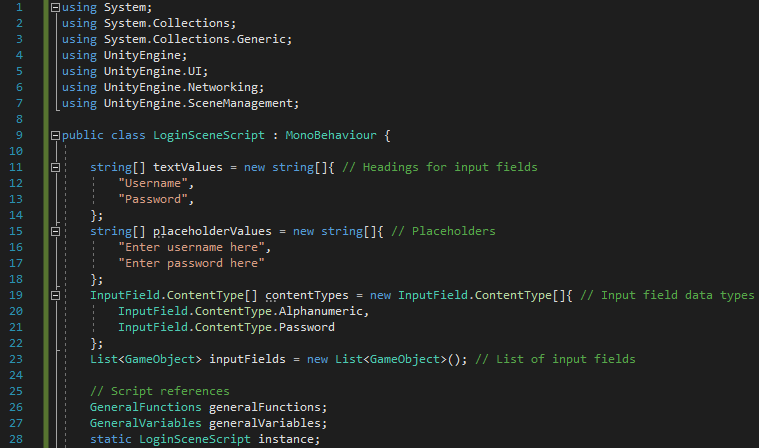 1 using System;
2 using System.Collections;
3 using System.Collections.Generic;
4 using UnityEngine;
5 using UnityEngine.UI;
6 using UnityEngine.Networking;
7 using UnityEngine.SceneManagement;
8
9 public class LoginSceneScript : MonoBehaviour {
10
11 string[] textValues = new string[]{ // Headings for input fields
12 "Username",
13 "Password",
14 };
15 string[] placeholderValues = new string[]{ // Placeholders
16 "Enter username here",
17 "Enter password here"
18 };
19 InputField.ContentType[] contentTypes = new InputField.ContentType[]{ // Input field data types
20 InputField.ContentType.Alphanumeric,
21 InputField.ContentType.Password
22 };
23 List<GameObject> inputFields = new List<GameObject>(); // List of input fields
24
25 // Script references
26 GeneralFunctions generalFunctions;
27 GeneralVariables generalVariables;
28 static LoginSceneScript instance;